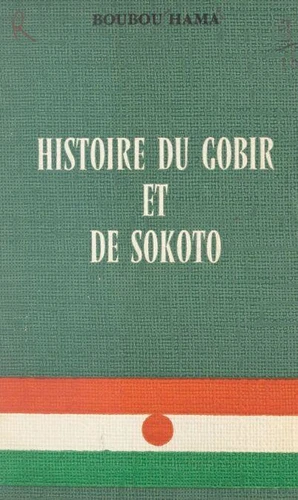 BOUBOU HAMA
HISTOIRE DU GOBIR
ET
DE SOKOTO